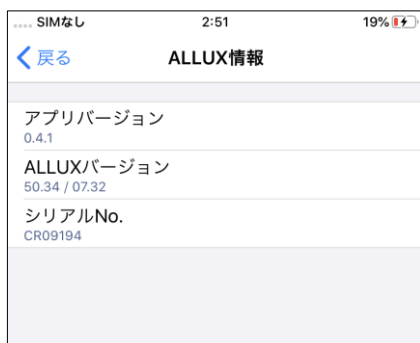 SIMなし 2:51 19%
戻る ALLUX情報
アプリバージョン
0.4.1
ALLUXバージョン
50.34 / 07.32
シリアルNo.
CR09194